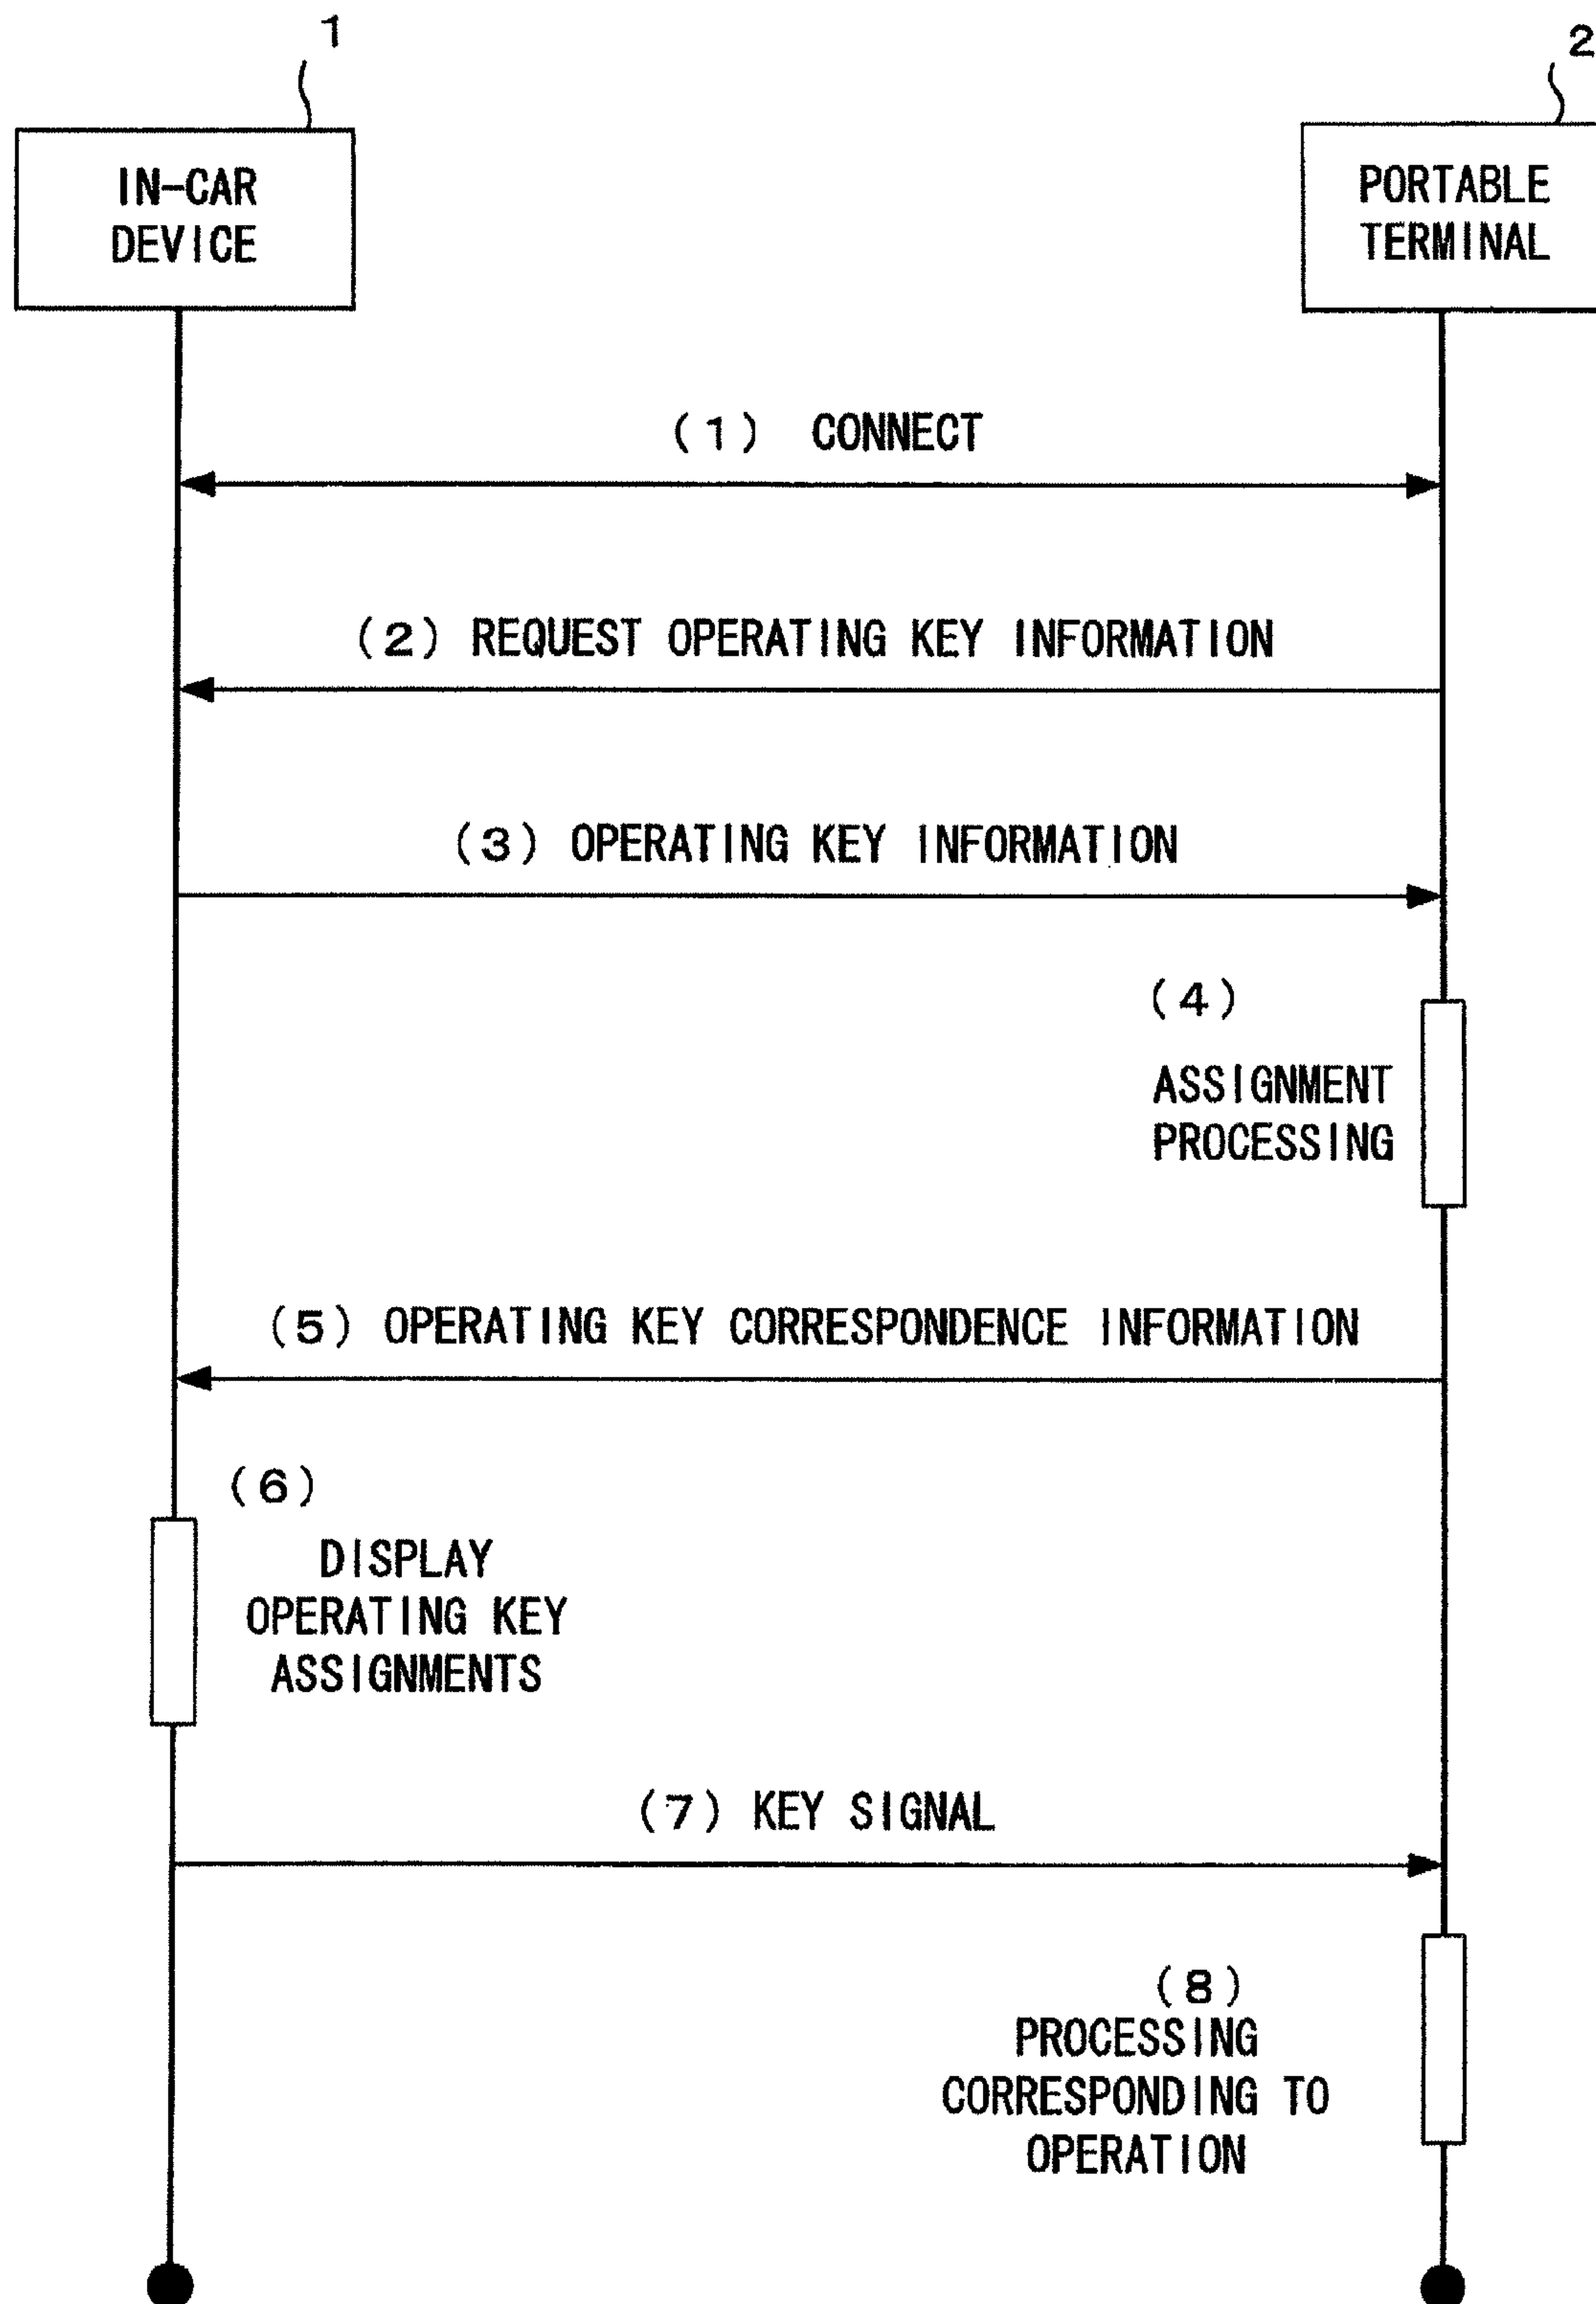 1
2
IN-CAR
DEVICE
PORTABLE
TERMINAL
(1) CONNECT
(2) REQUEST OPERATING KEY INFORMATION
(3) OPERATING KEY INFORMATION
(4)
ASSIGNMENT
PROCESSING
(5) OPERATING KEY CORRESPONDENCE INFORMATION
(6)
DISPLAY
OPERATING KEY
ASSIGNMENTS
(7) KEY SIGNAL
(8)
PROCESSING
CORRESPONDING TO
OPERATION